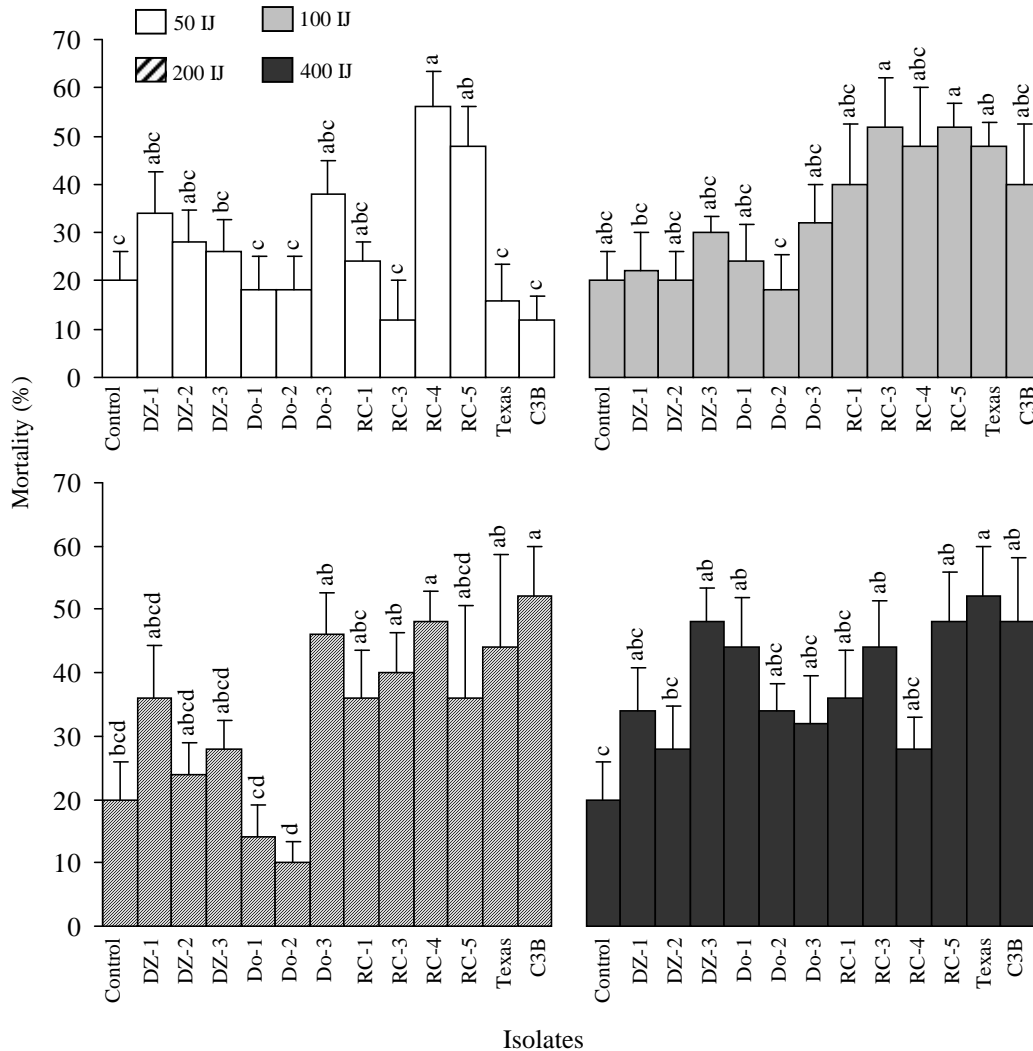 50 IJ
100 IJ
200 IJ
400 IJ
Mortality (%)
70
60
50
40
30
20
10
0
c
abc
abc
bc
c
c
abc
abc
c
a
ab
c
c
Control
DZ-1
DZ-2
DZ-3
Do-1
Do-2
Do-3
RC-1
RC-3
RC-4
RC-5
Texas
C3B
abc
bc
abc
abc
abc
c
abc
abc
a
abc
a
ab
abc
Control
DZ-1
DZ-2
DZ-3
Do-1
Do-2
Do-3
RC-1
RC-3
RC-4
RC-5
Texas
C3B
70
60
50
40
30
20
10
0
bcd
abcd
abcd
abcd
cd
d
ab
abc
ab
a
abcd
ab
a
Control
DZ-1
DZ-2
DZ-3
Do-1
Do-2
Do-3
RC-1
RC-3
RC-4
RC-5
Texas
C3B
c
abc
bc
ab
ab
abc
abc
abc
ab
abc
ab
a
ab
Control
DZ-1
DZ-2
DZ-3
Do-1
Do-2
Do-3
RC-1
RC-3
RC-4
RC-5
Texas
C3B
Isolates